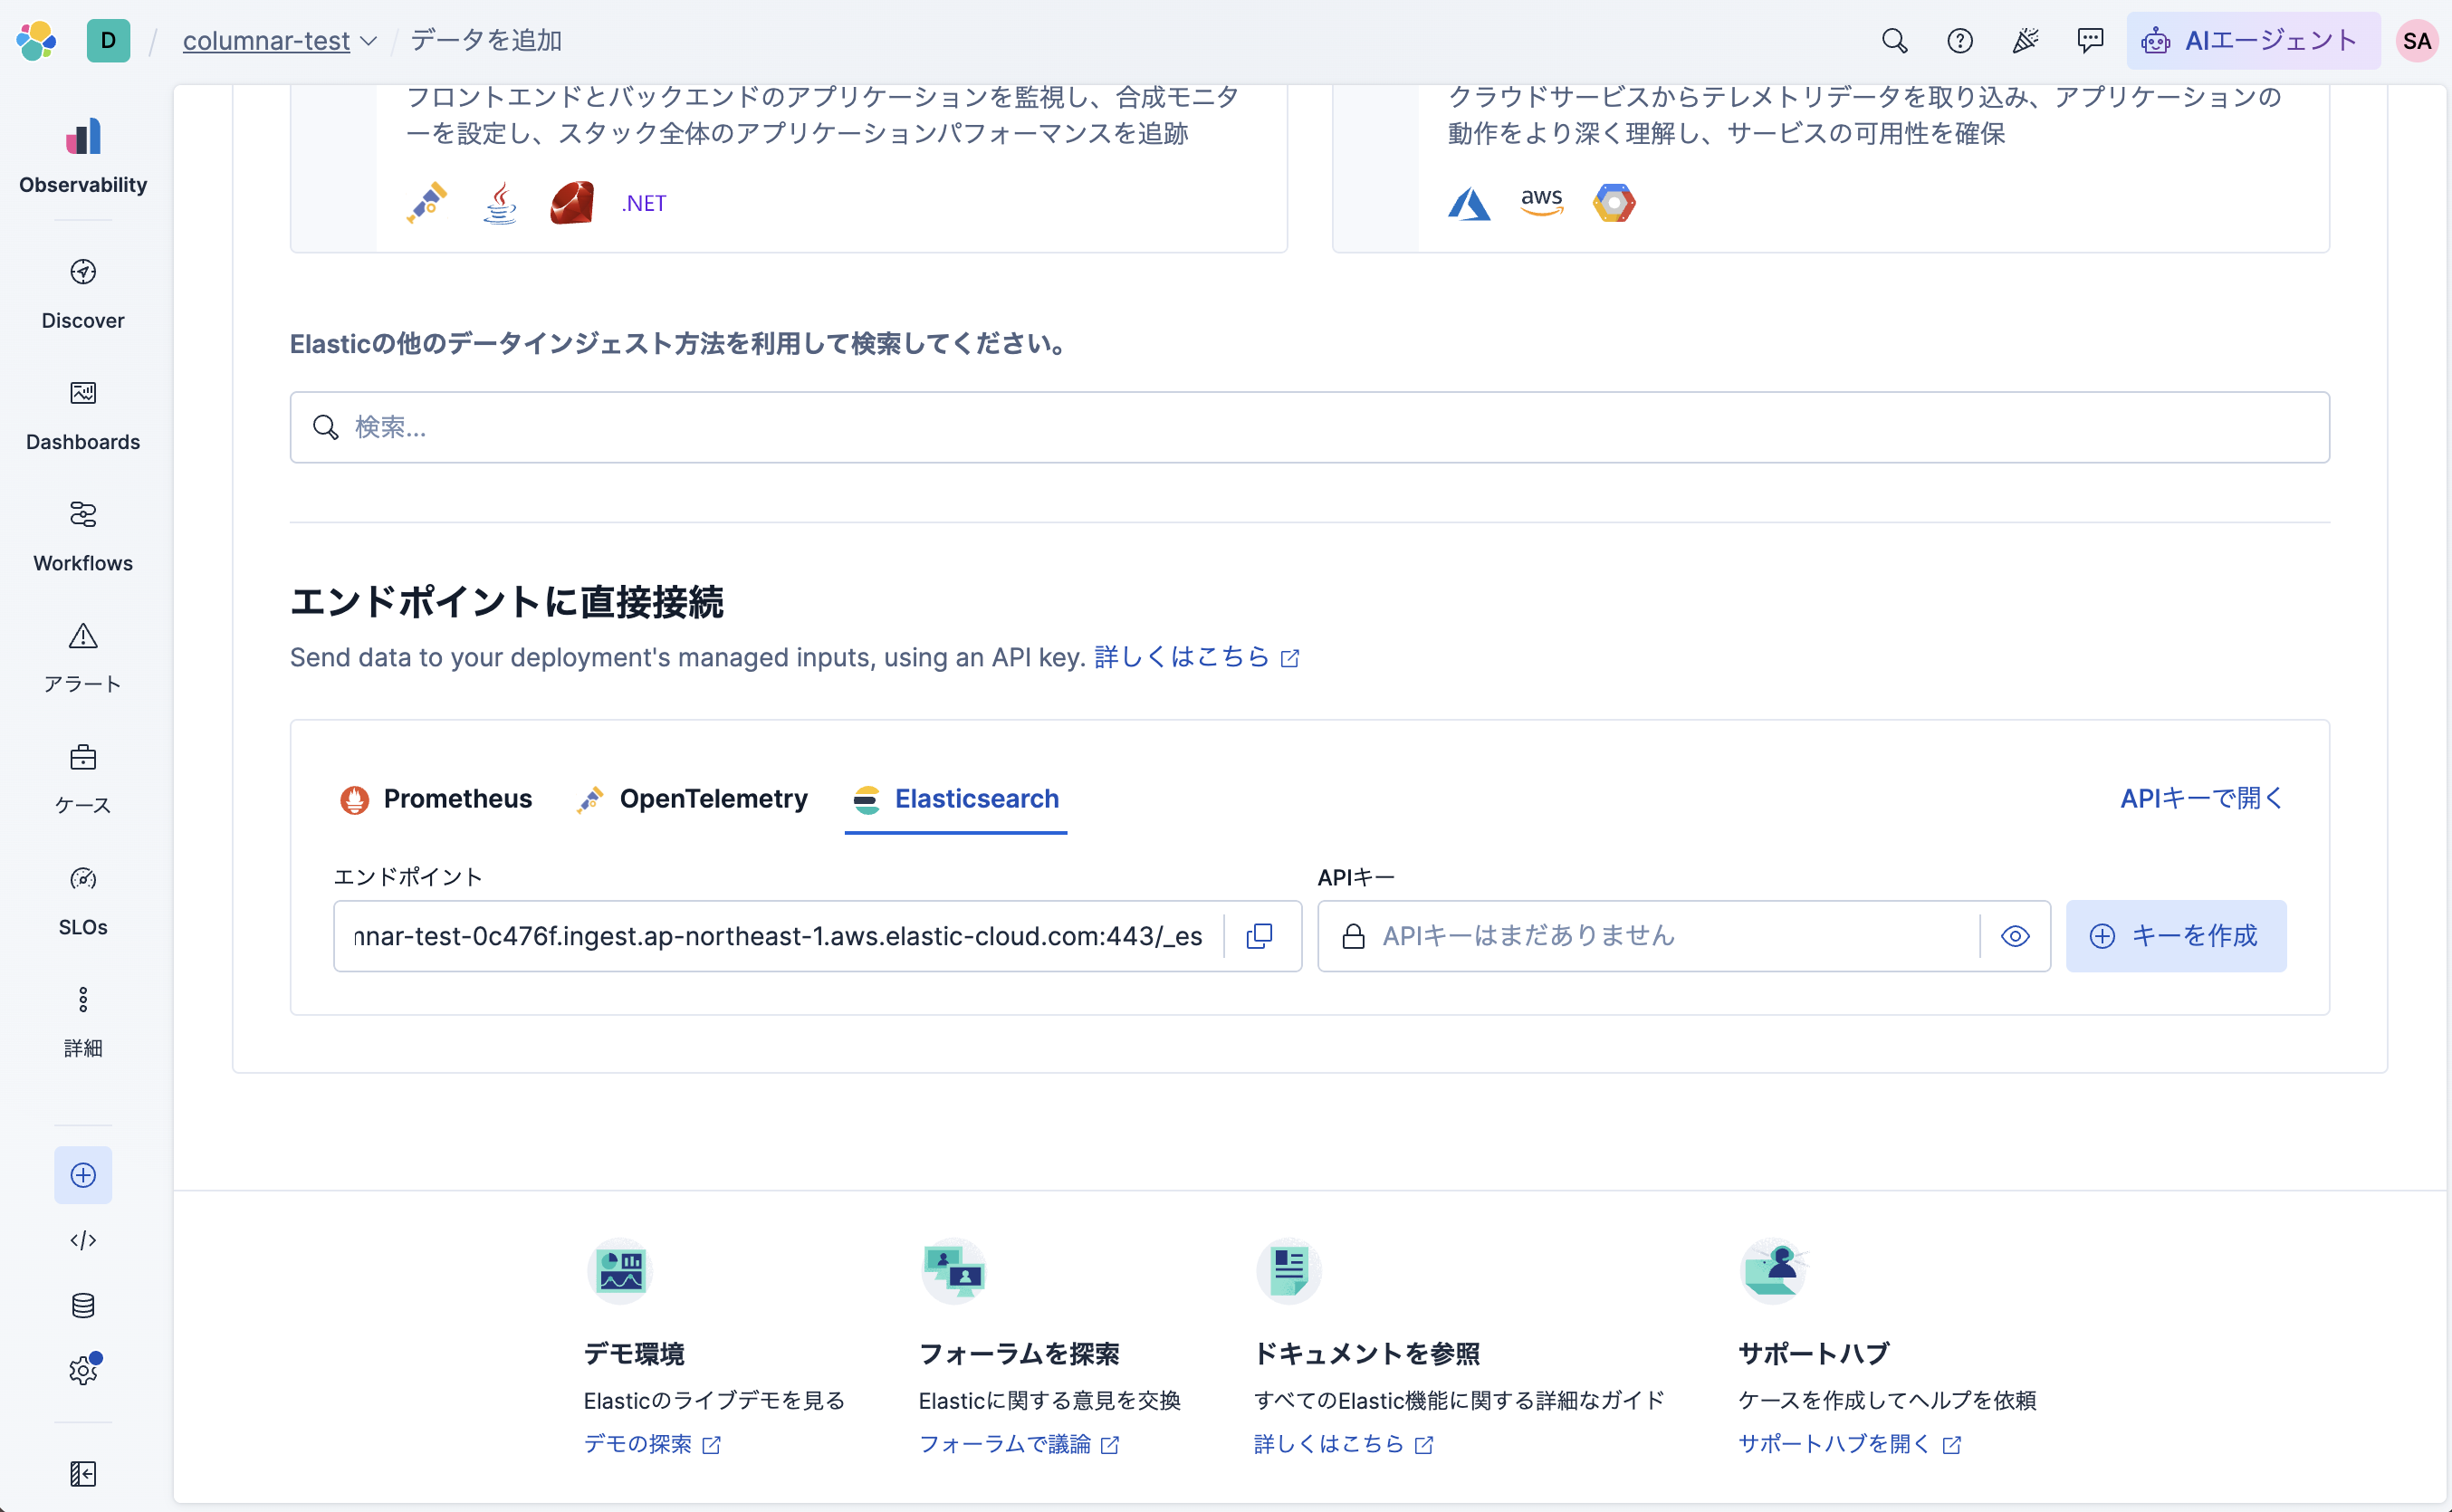 D / columnar-test / データを追加
AIエージェント
SA
Observability
Discover
Dashboards
Workflows
アラート
ケース
SLOs
詳細
フロントエンドとバックエンドのアプリケーションを監視し、合成モニタ
ーを設定し、スタック全体のアプリケーションパフォーマンスを追跡
.NET
クラウドサービスからテレメトリデータを取り込み、アプリケーションの
動作をより深く理解し、サービスの可用性を確保
aws
Elasticの他のデータインジェスト方法を利用して検索してください。
検索...
エンドポイントに直接接続
Send data to your deployment's managed inputs, using an API key. 詳しくはこちら
Prometheus OpenTelemetry Elasticsearch APIキーで開く
エンドポイント
nnar-test-0c476f.ingest.ap-northeast-1.aws.elastic-cloud.com:443/_es
APIキー
APIキーはまだありません
キーを作成
デモ環境
Elasticのライブデモを見る
デモの探索
フォーラムを探索
Elasticに関する意見を交換
フォーラムで議論
ドキュメントを参照
すべてのElastic機能に関する詳細なガイド
詳しくはこちら
サポートハブ
ケースを作成してヘルプを依頼
サポートハブを開く